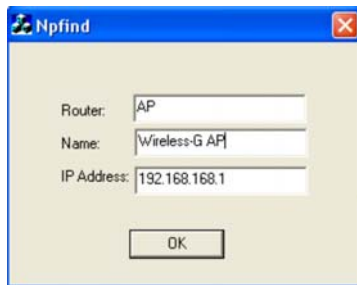 Npfind
Router: AP
Name: Wireless-G AP
IP Address: 192.168.168.1
OK